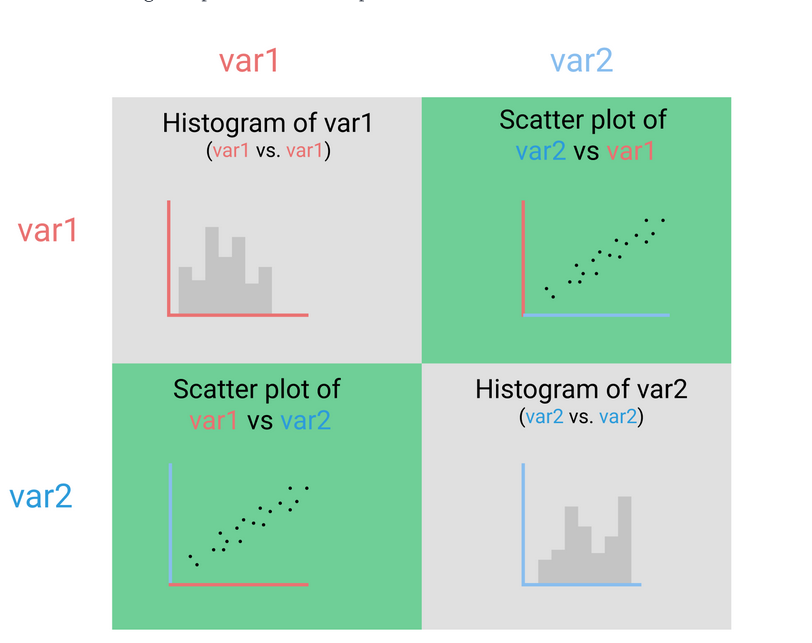 var1
var2
Histogram of var1
(var1 vs. var1)
Scatter plot of
var2 vs var1
var1
Scatter plot of
var1 vs var2
Histogram of var2
(var2 vs. var2)
var2